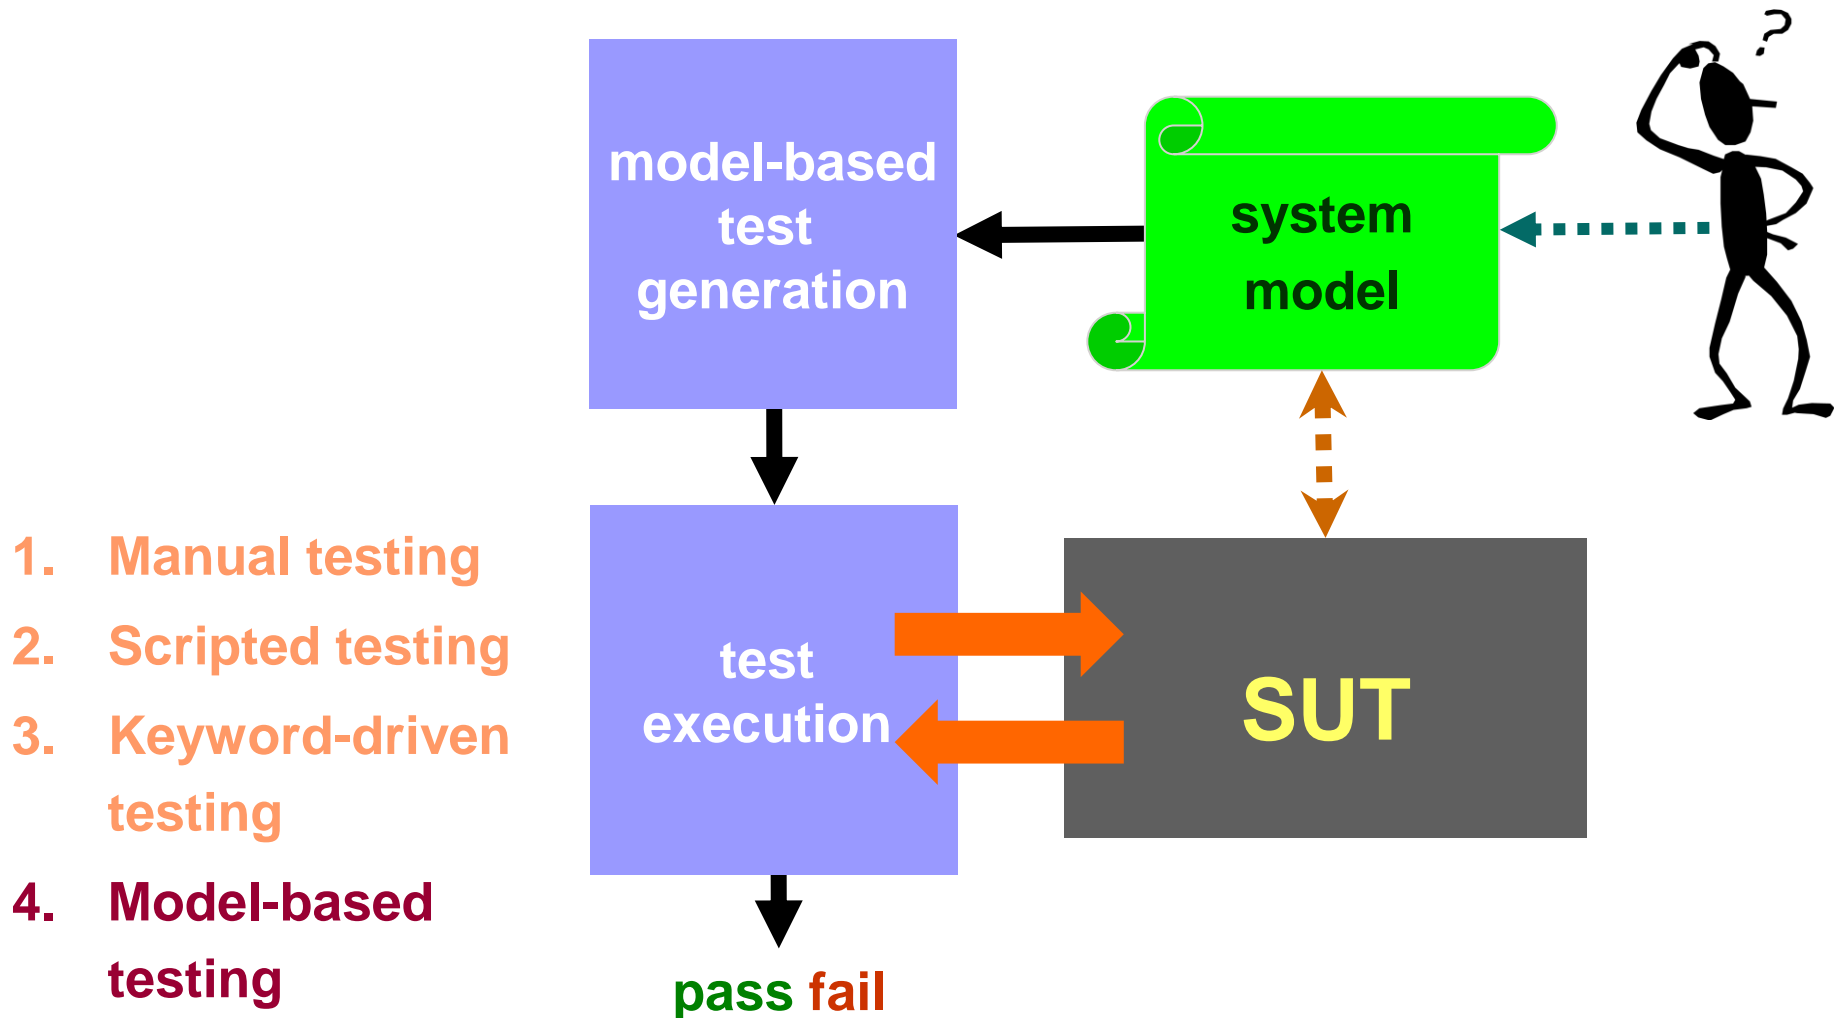 ?
model-based
test
generation
system
model
1. Manual testing
2. Scripted testing
3. Keyword-driven
testing
4. Model-based
testing
test
execution
SUT
pass fail